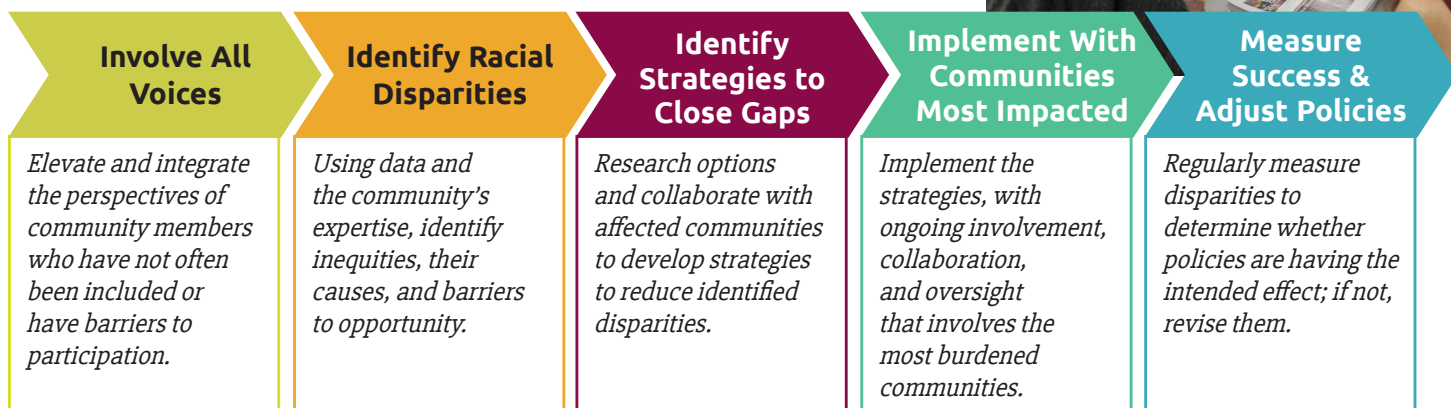 Involve All
Voices
Elevate and integrate
the perspectives of
community members
who have not often
been included or
have barriers to
participation.
Identify Racial
Disparities
Using data and
the community's
expertise, identify
inequities, their
causes, and barriers
to opportunity.
Identify
Strategies to
Close Gaps
Research options
and collaborate with
affected communities
to develop strategies
to reduce identified
disparities.
Implement With
Communities
Most Impacted
Implement the
strategies, with
ongoing involvement,
collaboration,
and oversight
that involves the
most burdened
communities.
Measure
Success &
Adjust Policies
Regularly measure
disparities to
determine whether
policies are having the
intended effect; if not,
revise them.